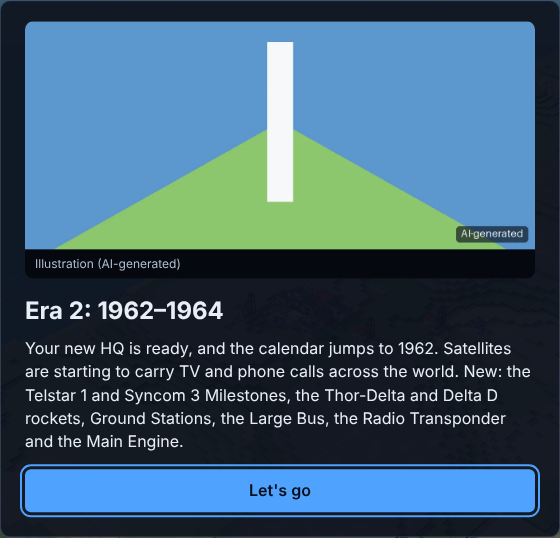 AI-generated
Illustration (AI-generated)
Era 2: 1962–1964
Your new HQ is ready, and the calendar jumps to 1962. Satellites
are starting to carry TV and phone calls across the world. New: the
Telstar 1 and Syncom 3 Milestones, the Thor-Delta and Delta D
rockets, Ground Stations, the Large Bus, the Radio Transponder
and the Main Engine.
Let's go